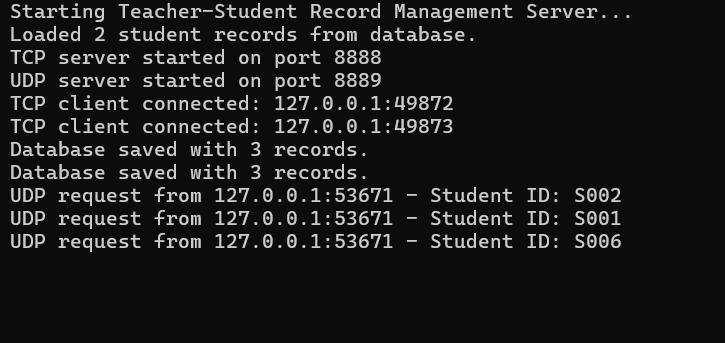 Starting Teacher-Student Record Management Server...
Loaded 2 student records from database.
TCP server started on port 8888
UDP server started on port 8889
TCP client connected: 127.0.0.1:49872
TCP client connected: 127.0.0.1:49873
Database saved with 3 records.
Database saved with 3 records.
UDP request from 127.0.0.1:53671 - Student ID: S002
UDP request from 127.0.0.1:53671 - Student ID: S001
UDP request from 127.0.0.1:53671 - Student ID: S006